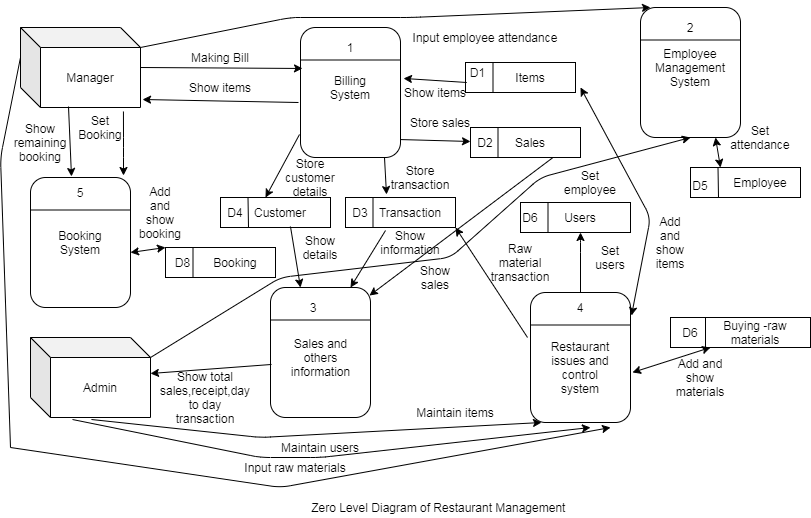 Manager
Making Bill
Show items
Input employee attendance
1
Billing
System
D1
Items
Show items
2
Employee
Management
System
Set
attendance
D5
Employee
Show
remaining
booking
Set
Booking
Store sales
D2
Sales
Store
customer
details
Store
transaction
Set
employee
5
Booking
System
Add
and
show
booking
D8
Booking
D4
Customer
D3
Transaction
D6
Users
Show
details
Show
information
Show
sales
Raw
material
transaction
Set
users
Add
and
show
items
3
Sales and
others
information
4
Restaurant
issues and
control
system
D6
Buying -raw
materials
Add and
show
materials
Admin
Show total
sales,receipt,day
to day
transaction
Maintain items
Maintain users
Input raw materials
Zero Level Diagram of Restaurant Management